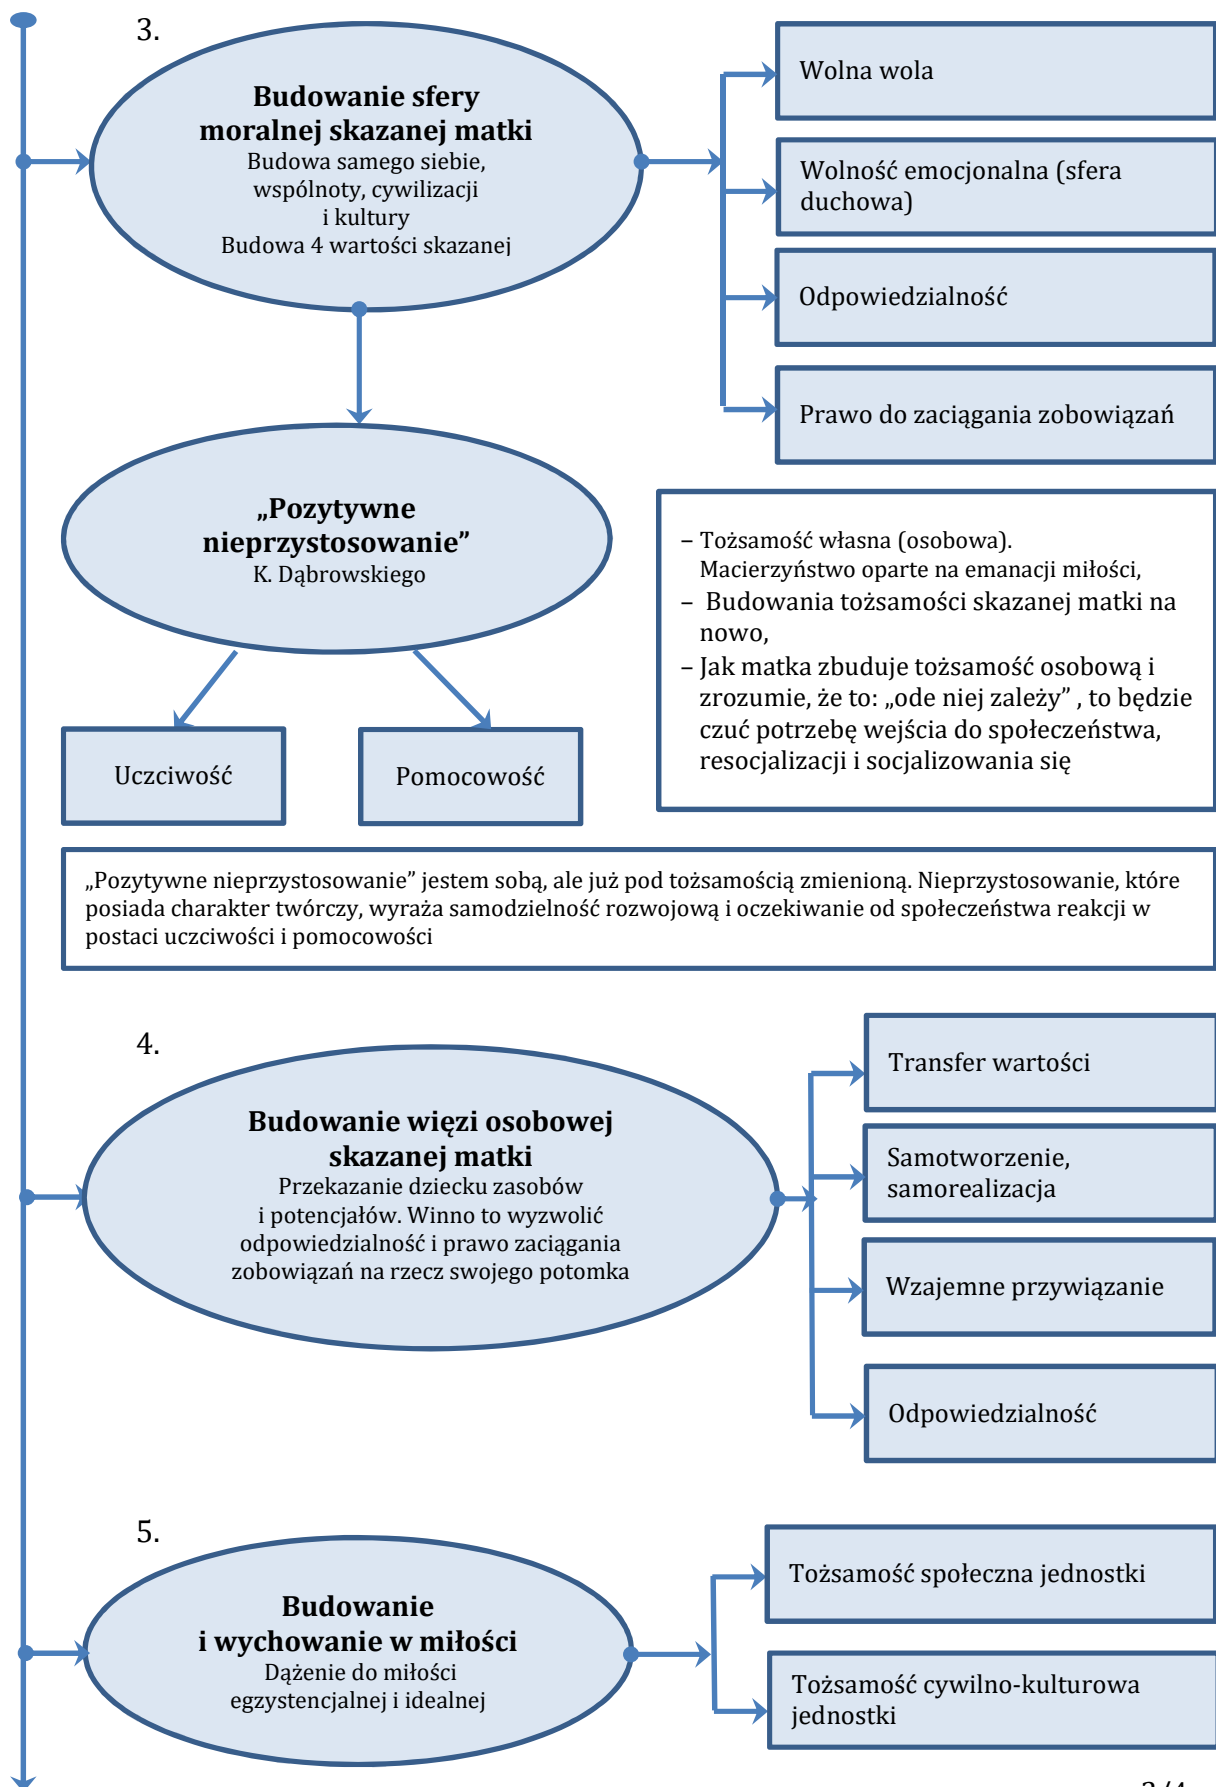 3.
Budowanie sfery
moralnej skazanej matki
Budowa samego siebie,
wspólnoty, cywilizacji
i kultury
Budowa 4 wartości skazanej
Wolna wola
Wolność emocjonalna (sfera
duchowa)
Odpowiedzialność
Prawo do zaciągania zobowiązań
„Pozytywne
nieprzystosowanie”
K. Dąbrowskiego
Uczciwość
Pomocowość
– Tożsamość własna (osobowa).
Macierzyństwo oparte na emanacji miłości,
– Budowania tożsamości skazanej matki na
nowo,
– Jak matka zbuduje tożsamość osobową i
zrozumie, że to: „ode niej zależy” , to będzie
czuć potrzebę wejścia do społeczeństwa,
resocjalizacji i socjalizowania się
„Pozytywne nieprzystosowanie” jestem sobą, ale już pod tożsamością zmienioną. Nieprzystosowanie, które
posiada charakter twórczy, wyraża samodzielność rozwojową i oczekiwanie od społeczeństwa reakcji w
postaci uczciwości i pomocowości
4.
Budowanie więzi osobowej
skazanej matki
Przekazanie dziecku zasobów
i potencjałów. Winno to wyzwolić
odpowiedzialność i prawo zaciągania
zobowiązań na rzecz swojego potomka
Transfer wartości
Samotworzenie,
samorealizacja
Wzajemne przywiązanie
Odpowiedzialność
5.
Budowanie
i wychowanie w miłości
Dążenie do miłości
egzystencjalnej i idealnej
Tożsamość społeczna jednostki
Tożsamość cywilno-kulturowa
jednostki